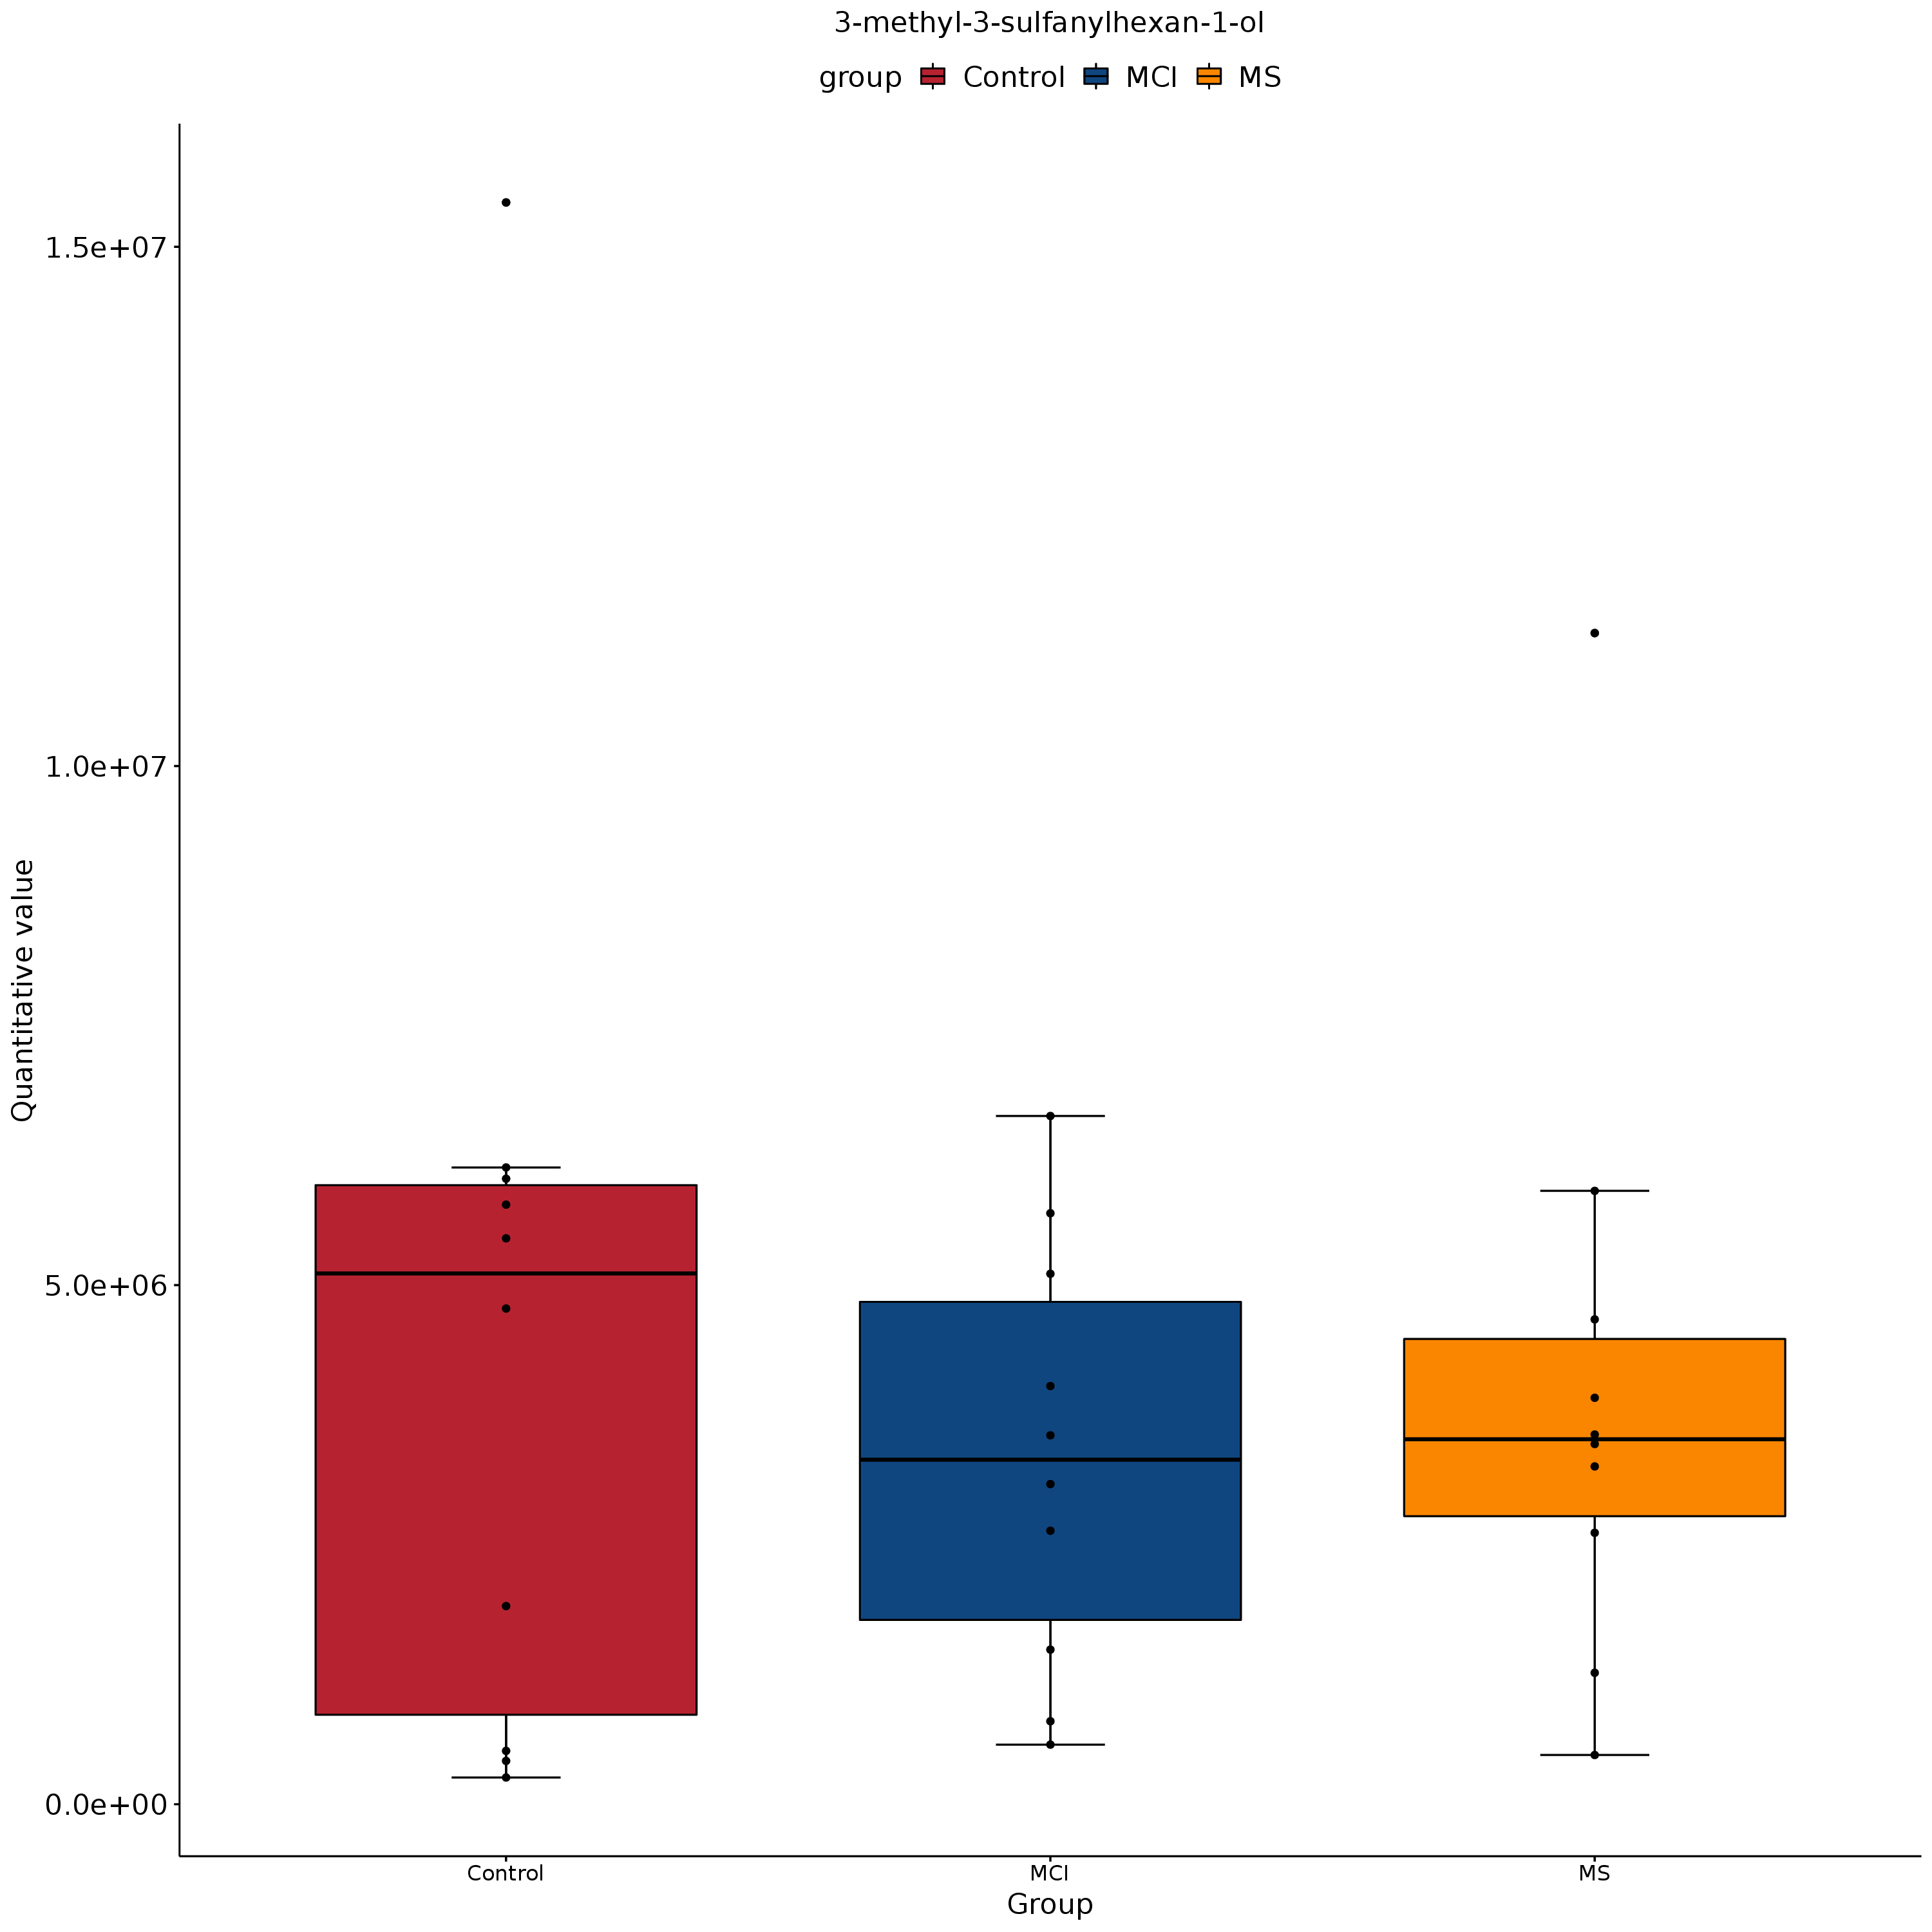 3-methyl-3-sulfanylhexan-1-ol
group Control MCI MS
Quantitative value
1.5e+07
1.0e+07
5.0e+06
0.0e+00
Control MCI MS
Group